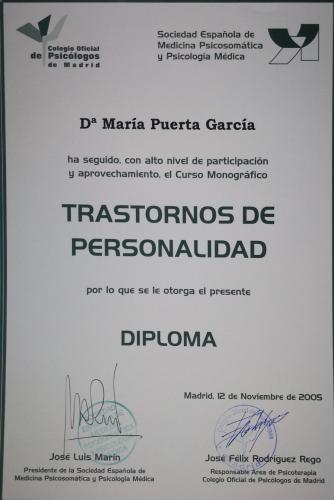 Colegio Oficial
de Psicólogos
de Madrid
Sociedad Española de
Medicina Psicosomática
y Psicología Médica
Dª María Puerta García
ha seguido, con alto nivel de participación
y aprovechamiento, el Curso Monográfico
TRASTORNOS DE
PERSONALIDAD
por lo que se le otorga el presente
DIPLOMA
Madrid, 12 de Noviembre de 2005
José Luis Marín
Presidente de la Sociedad Española de
Medicina Psicosomática y Psicología Médica
José Félix Rodríguez Rego
Responsable Área de Psicoterapia
Colegio Oficial de Psicólogos de Madrid